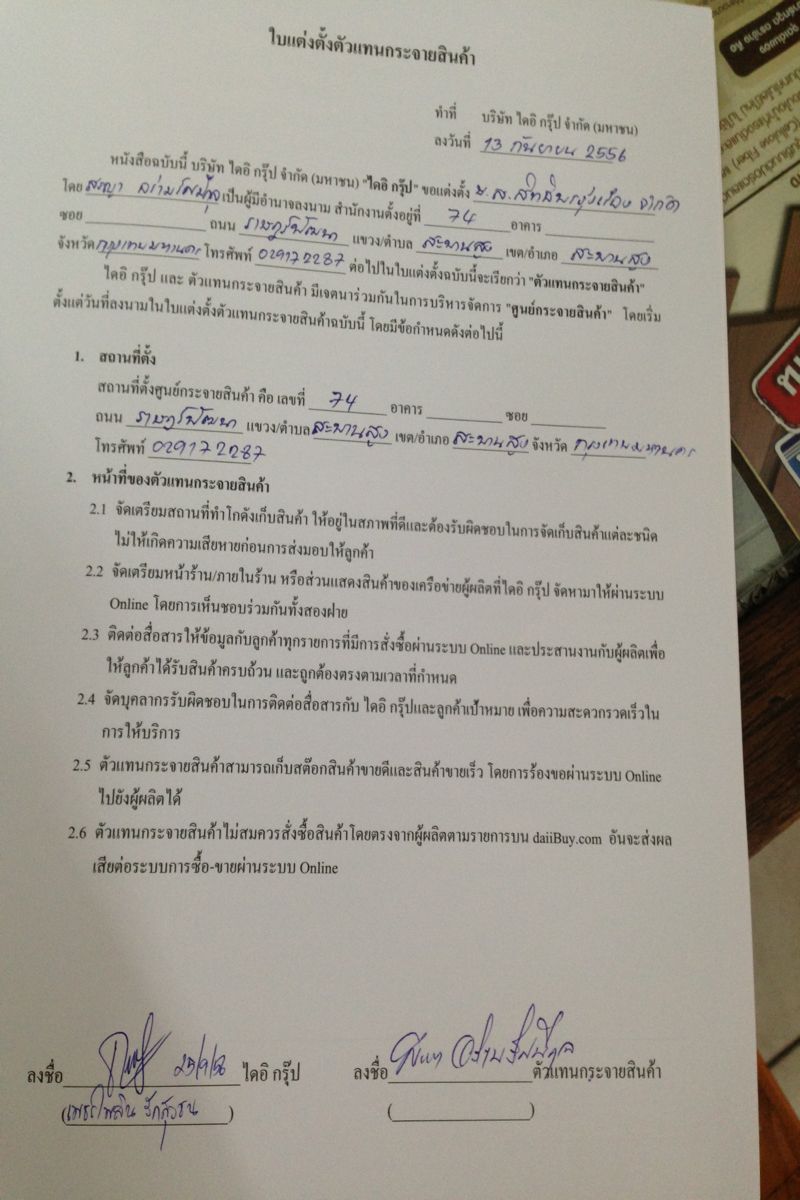 ใบแต่งตั้งตัวแทนกระจายสินค้า
ทำที่ บริษัท ไดอิ กรุ๊ป จำกัด (มหาชน)
ลงวันที่ 13 กันยายน 2556
หนังสือฉบับนี้ บริษัท ไดอิ กรุ๊ป จำกัด (มหาชน) "ไดอิ กรุ๊ป" ขอแต่งตั้ง จำกัด
โดย เป็นผู้มีอำนาจลงนาม สำนักงานตั้งอยู่ที่ 74 อาคาร
ซอย ถนน ราษฎร์พัฒนา แขวง/ตำบล สะพานสูง เขต/อำเภอ สะพานสูง
จังหวัด กรุงเทพมหานคร โทรศัพท์ 029172287 ต่อไปในใบแต่งตั้งฉบับนี้จะเรียกว่า "ตัวแทนกระจายสินค้า"
ไดอิ กรุ๊ป และ ตัวแทนกระจายสินค้า มีเจตนาร่วมกันในการบริหารจัดการ "ศูนย์กระจายสินค้า" โดยเริ่ม
ตั้งแต่วันที่ลงนามในใบแต่งตั้งตัวแทนกระจายสินค้าฉบับนี้ โดยมีข้อกำหนดดังต่อไปนี้
1. สถานที่ตั้ง
สถานที่ตั้งศูนย์กระจายสินค้า คือ เลขที่ 74 อาคาร ซอย
ถนน ราษฎร์พัฒนา แขวง/ตำบล สะพานสูง เขต/อำเภอ สะพานสูง จังหวัด กรุงเทพมหานคร
โทรศัพท์ 029172287
2. หน้าที่ของตัวแทนกระจายสินค้า
2.1 จัดเตรียมสถานที่ทำโกดังเก็บสินค้า ให้อยู่ในสภาพที่ดีและต้องรับผิดชอบในการจัดเก็บสินค้าแต่ละชนิด
ไม่ให้เกิดความเสียหายก่อนการส่งมอบให้ลูกค้า
2.2 จัดเตรียมหน้าร้าน/ภายในร้าน หรือส่วนแสดงสินค้าของเครือข่ายผู้ผลิตที่ไดอิ กรุ๊ป จัดหามาให้ผ่านระบบ
Online โดยการเห็นชอบร่วมกันทั้งสองฝ่าย
2.3 ติดต่อสื่อสารให้ข้อมูลกับลูกค้าทุกรายการที่มีการสั่งซื้อผ่านระบบ Online และประสานงานกับผู้ผลิตเพื่อ
ให้ลูกค้าได้รับสินค้าครบถ้วน และถูกต้องตรงตามเวลาที่กำหนด
2.4 จัดบุคลากรรับผิดชอบในการติดต่อสื่อสารกับ ไดอิ กรุ๊ปและลูกค้าเป้าหมาย เพื่อความสะดวกรวดเร็วใน
การให้บริการ
2.5 ตัวแทนกระจายสินค้าสามารถเก็บสต๊อกสินค้าขายดีและสินค้าขายเร็ว โดยการร้องขอผ่านระบบ Online
ไปยังผู้ผลิตได้
2.6 ตัวแทนกระจายสินค้าไม่สมควรสั่งซื้อสินค้าโดยตรงจากผู้ผลิตตามรายการบน daiiBuy.com อันจะส่งผล
เสียต่อระบบการซื้อ-ขายผ่านระบบ Online
ลงชื่อ 25/9/56 ไดอิ กรุ๊ป ลงชื่อ ตัวแทนกระจายสินค้า